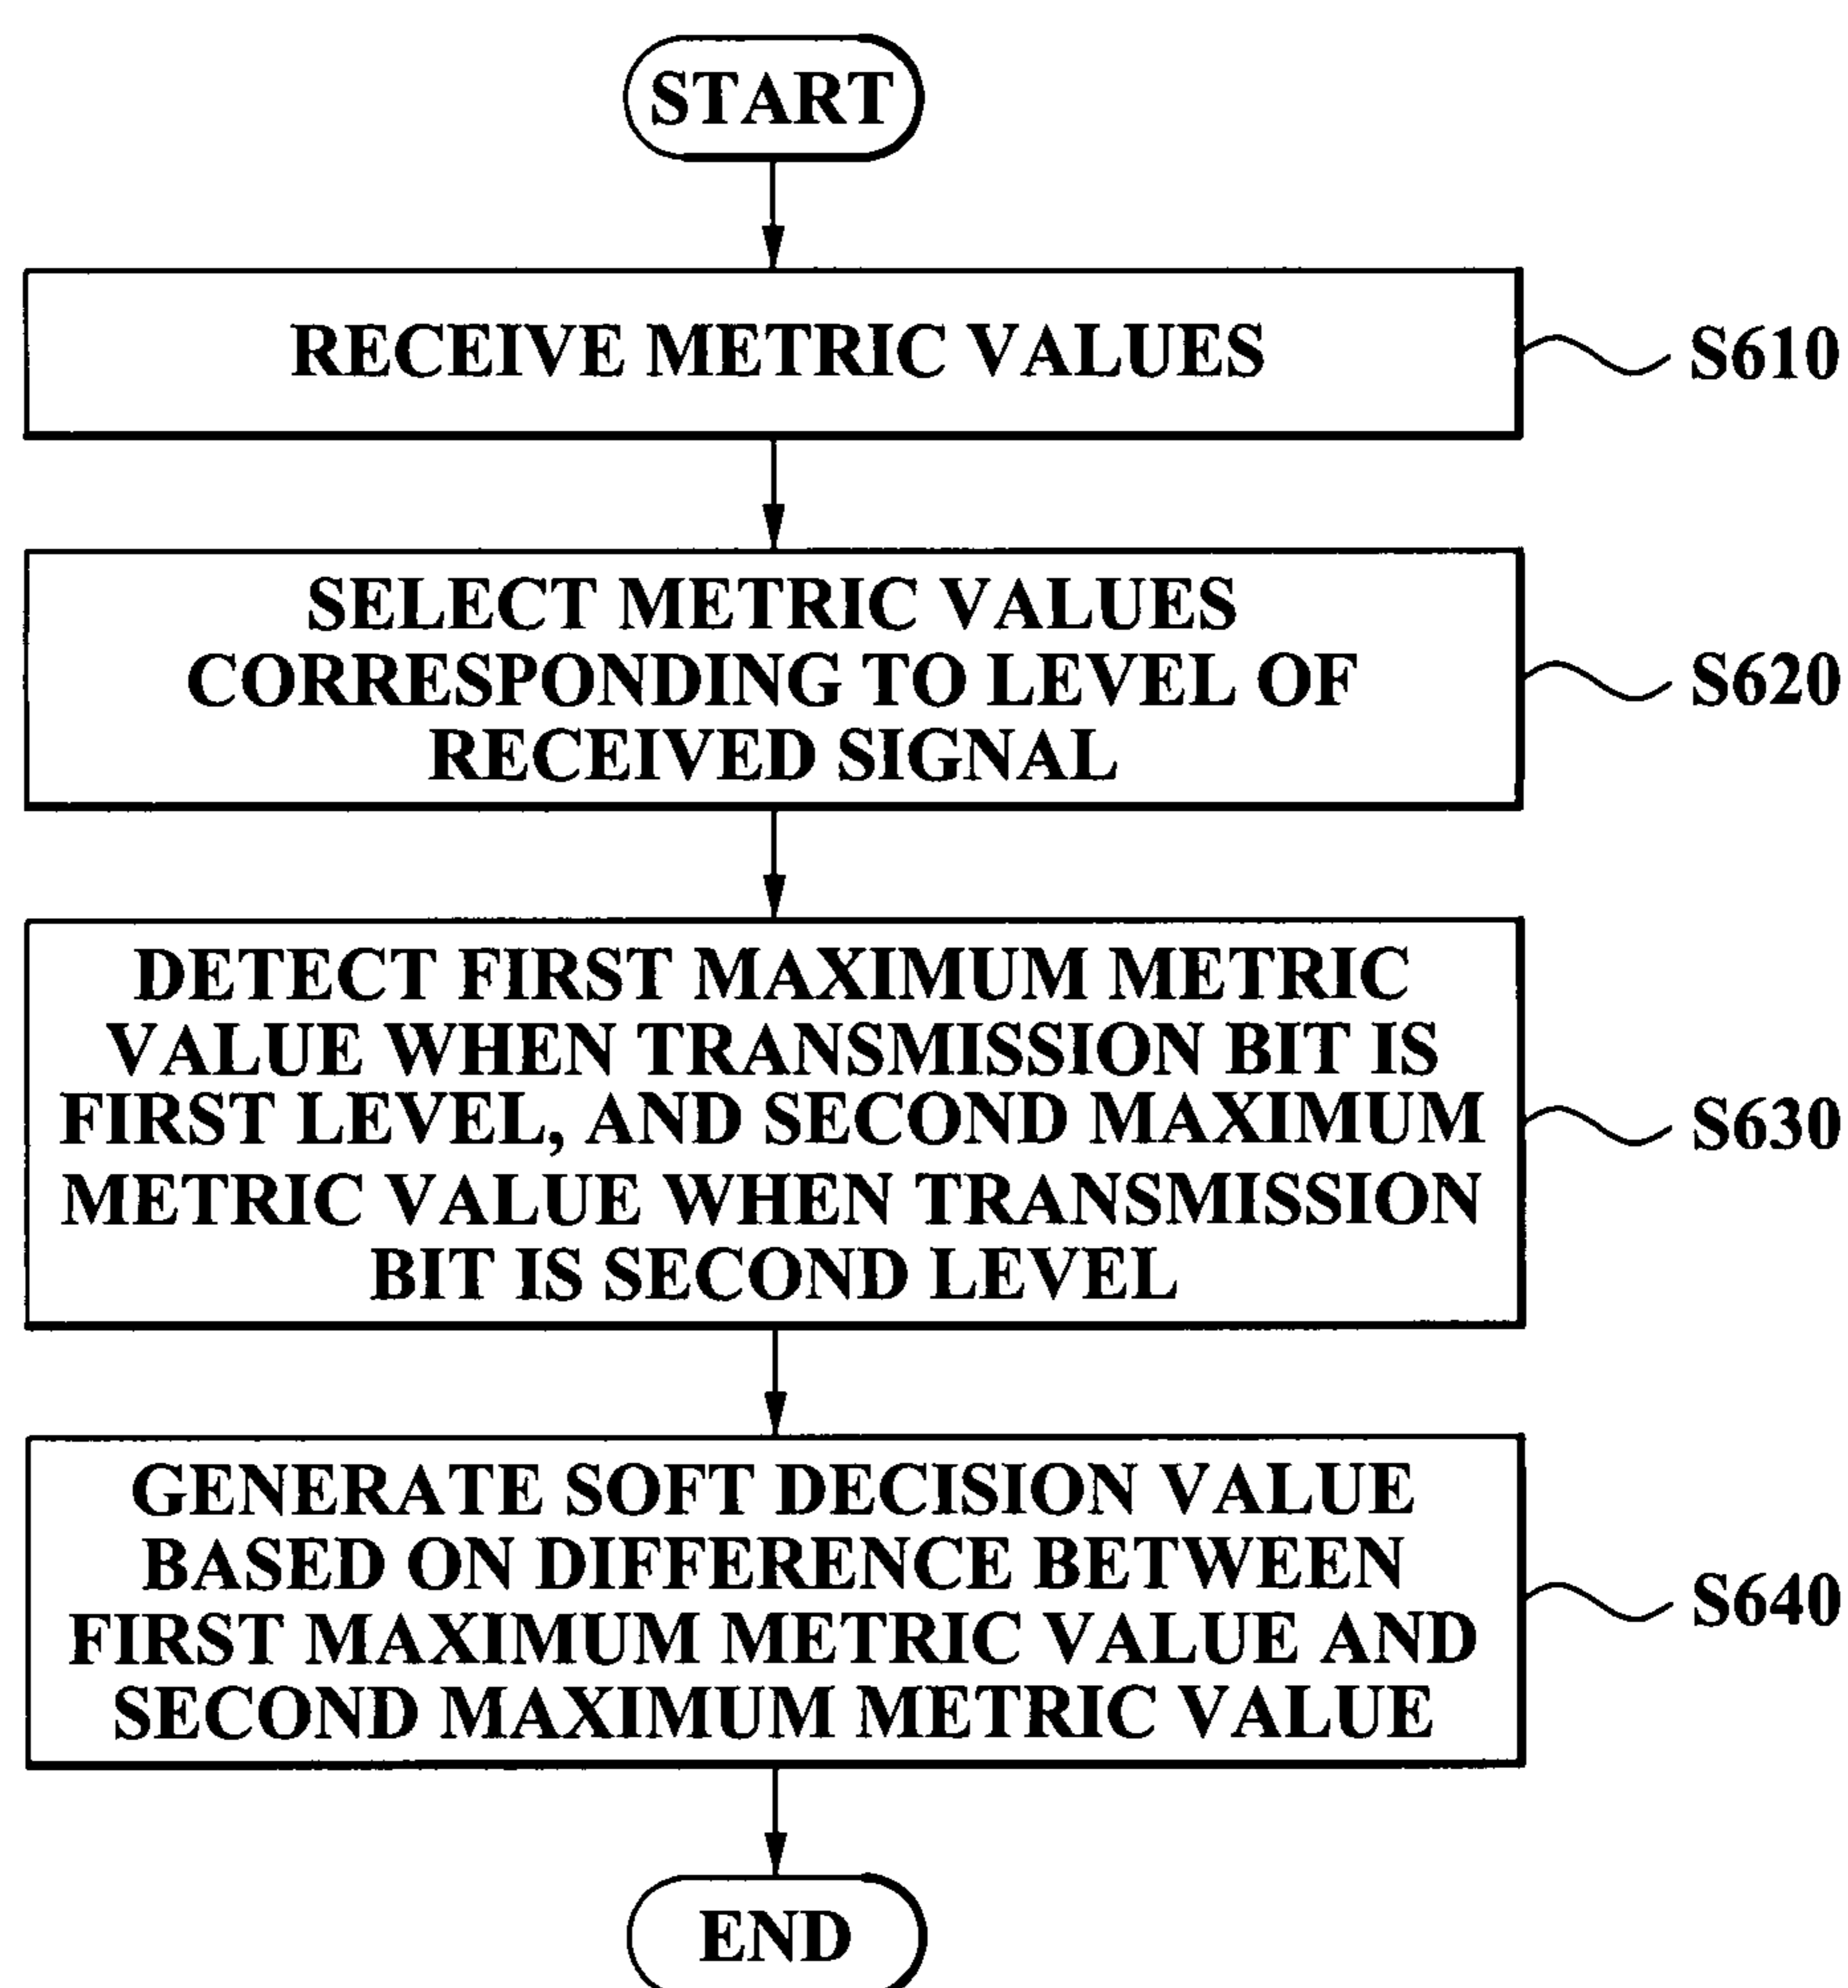 START
RECEIVE METRIC VALUES
S610
SELECT METRIC VALUES
CORRESPONDING TO LEVEL OF
RECEIVED SIGNAL
S620
DETECT FIRST MAXIMUM METRIC
VALUE WHEN TRANSMISSION BIT IS
FIRST LEVEL, AND SECOND MAXIMUM
METRIC VALUE WHEN TRANSMISSION
BIT IS SECOND LEVEL
S630
GENERATE SOFT DECISION VALUE
BASED ON DIFFERENCE BETWEEN
FIRST MAXIMUM METRIC VALUE AND
SECOND MAXIMUM METRIC VALUE
S640
END